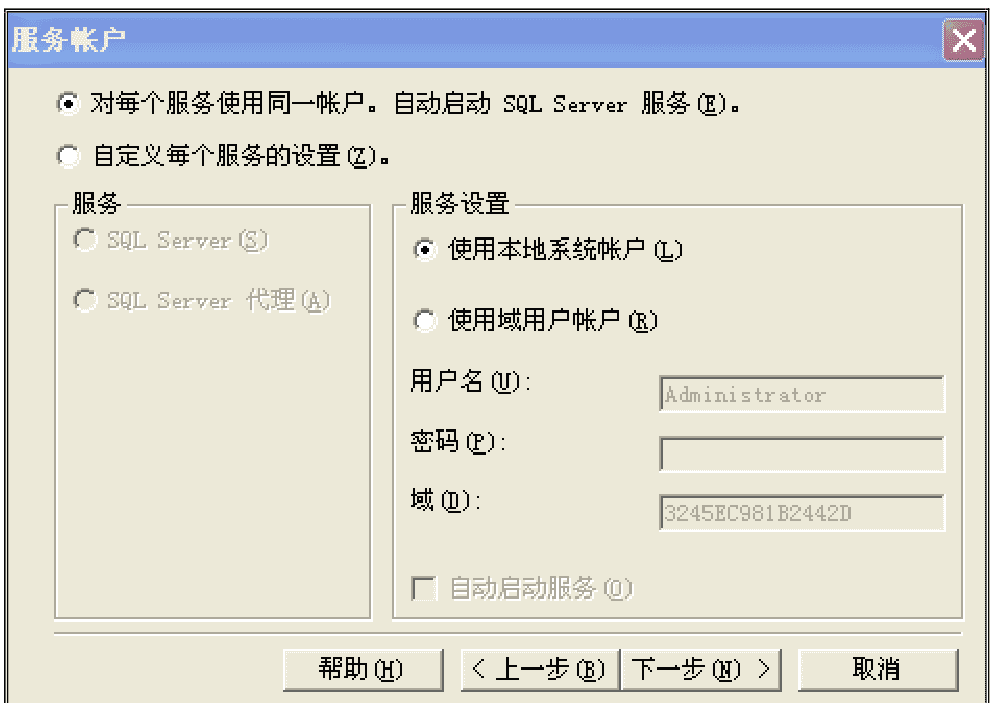 服务帐户
对每个服务使用同一帐户。自动启动 SQL Server 服务(E)。
自定义每个服务的设置(Z)。
服务
SQL Server(S)
SQL Server 代理(A)
服务设置
使用本地系统帐户(L)
使用域用户帐户(R)
用户名(U):
Administrator
密码(P):
域(D):
3245EC981B2442D
自动启动服务(O)
帮助(H)
< 上一步(B)
下一步(N) >
取消